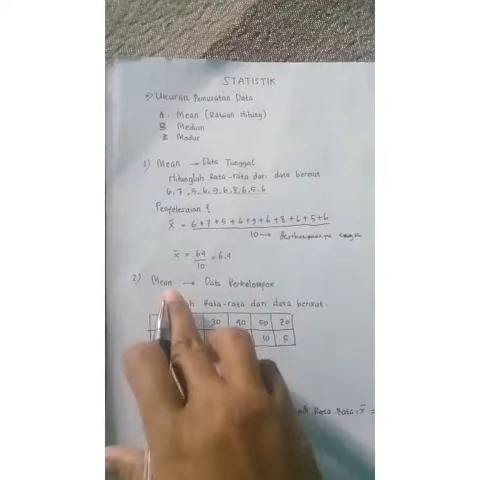 STATISTIK
Ukuran Pemusatan Data
A. Mean (Rataan Hitung)
B Median
C Modus
1) Mean → Data Tunggal
Hitunglah Rata-rata dari data berikut
6,7,5,6,9,6,8,6,5,6
Penyelesaian
x̄ = 6+7+5+6+9+6+8+6+5+6
10 →
x̄ = 64
10
= 6.4
2) Mean → Data Perkelompok
Rata-rata dari data berikut.
30 40 50 70
10 5
Rata Rata: x̄ =